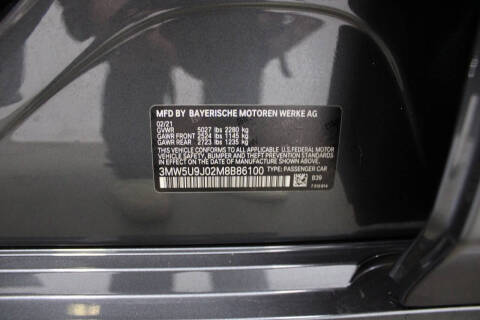 MFD BY BAYERISCHE MOTOREN WERKE AG
02/21
GVWR 5027 lbs 2280 kg
GAWR FRONT 2524 lbs 1145 kg
GAWR REAR 2723 lbs 1235 kg
THIS VEHICLE CONFORMS TO ALL APPLICABLE U.S.FEDERAL MOTOR
VEHICLE SAFETY, BUMPER AND THEFT PREVENTION STANDARDS
IN EFFECT ON THE DATE OF MANUFACTURE SHOWN ABOVE.
3MW5U9J02M8B86100 TYPE: PASSENGER CAR
B39